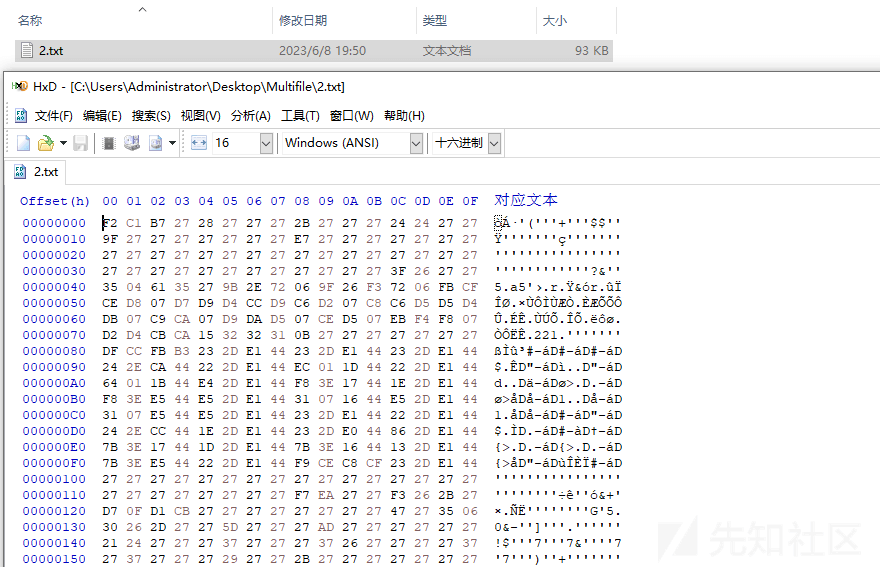 名称 修改日期 类型 大小
2.txt 2023/6/8 19:50 文本文档 93 KB
HxD - [C:\Users\Administrator\Desktop\Multifile\2.txt]
文件(F) 编辑(E) 搜索(S) 视图(V) 分析(A) 工具(T) 窗口(W) 帮助(H)
16 Windows (ANSI) 十六进制
2.txt
Offset(h) 00 01 02 03 04 05 06 07 08 09 0A 0B 0C 0D 0E 0F 对应文本
00000000 F2 C1 B7 27 28 27 27 27 2B 27 27 27 24 24 27 27 òÁ·'('''+'''$$''
00000010 9F 27 27 27 27 27 27 27 E7 27 27 27 27 27 27 27 Ÿ'''''''ç'''''''
00000020 27 27 27 27 27 27 27 27 27 27 27 27 27 27 27 27 ''''''''''''''''
00000030 27 27 27 27 27 27 27 27 27 27 27 27 3F 26 27 27 ''''''''''''?&''
00000040 35 04 61 35 27 9B 2E 72 06 9F 26 F3 72 06 FB CF 5.a5'›.r.Ÿ&ór.ûÏ
00000050 CE D8 07 D7 D9 D4 CC D9 C6 D2 07 C8 C6 D5 D5 D4 ÎØ.×ÙÔÌÙÆÒ.ÈÆÕÕÔ
00000060 DB 07 C9 CA 07 D9 DA D5 07 CE D5 07 EB F4 F8 07 Û.ÉÊ.ÙÚÕ.ÎÕ.ëôø.
00000070 D2 D4 CB CA 15 32 32 31 0B 27 27 27 27 27 27 27 ÒÔËÊ.221.'''''''
00000080 DF CC FB B3 23 2D E1 44 23 2D E1 44 23 2D E1 44 ßÌû³#-áD#-áD#-áD
00000090 24 2E CA 44 22 2D E1 44 EC 01 1D 44 22 2D E1 44 $.ÊD"-áDì..D"-áD
000000A0 64 01 1B 44 E4 2D E1 44 F8 3E 17 44 1E 2D E1 44 d..Dä-áDø>.D.-áD
000000B0 F8 3E E5 44 E5 2D E1 44 31 07 16 44 E5 2D E1 44 ø>åDå-áD1..Då-áD
000000C0 31 07 E5 44 E5 2D E1 44 23 2D E1 44 22 2D E1 44 1.åDå-áD#-áD"-áD
000000D0 24 2E CC 44 1E 2D E1 44 23 2D E0 44 86 2D E1 44 $.ÌD.-áD#-àD†-áD
000000E0 7B 3E 17 44 1D 2D E1 44 7B 3E 16 44 13 2D E1 44 {>.D.-áD{>.D.-áD
000000F0 7B 3E E5 44 22 2D E1 44 F9 CE C8 CF 23 2D E1 44 {>åD"-áDùÎÈÏ#-áD
00000100 27 27 27 27 27 27 27 27 27 27 27 27 27 27 27 27 ''''''''''''''''
00000110 27 27 27 27 27 27 27 27 F7 EA 27 27 F3 26 2B 27 ''''''''÷ê''ó&+'
00000120 D7 0F D1 CB 27 27 27 27 27 27 27 27 47 27 35 06 ×.ÑË''''''''G'5.
00000130 30 26 2D 27 27 5D 27 27 27 AD 27 27 27 27 27 27 0&-'']'''.''''''
00000140 21 24 27 27 27 37 27 27 37 26 27 27 27 27 27 37 !$'''7''7&'''''7
00000150 27 37 27 27 27 29 27 27 2B 27 27 27 27 27 27 27 '7''')''+'''''''
先知社区